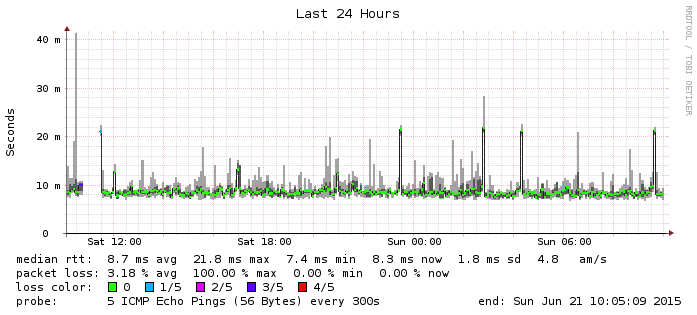 Last 24 Hours
RRDTOOL / TOBI OETIKER
Seconds
40 m
30 m
20 m
10 m
0
Sat 12:00 Sat 18:00 Sun 00:00 Sun 06:00
median rtt: 8.7 ms avg 21.8 ms max 7.4 ms min 8.3 ms now 1.8 ms sd 4.8 am/s
packet loss: 3.18 % avg 100.00 % max 0.00 % min 0.00 % now
loss color: 0 1/5 2/5 3/5 4/5
probe: 5 ICMP Echo Pings (56 Bytes) every 300s end: Sun Jun 21 10:05:09 2015